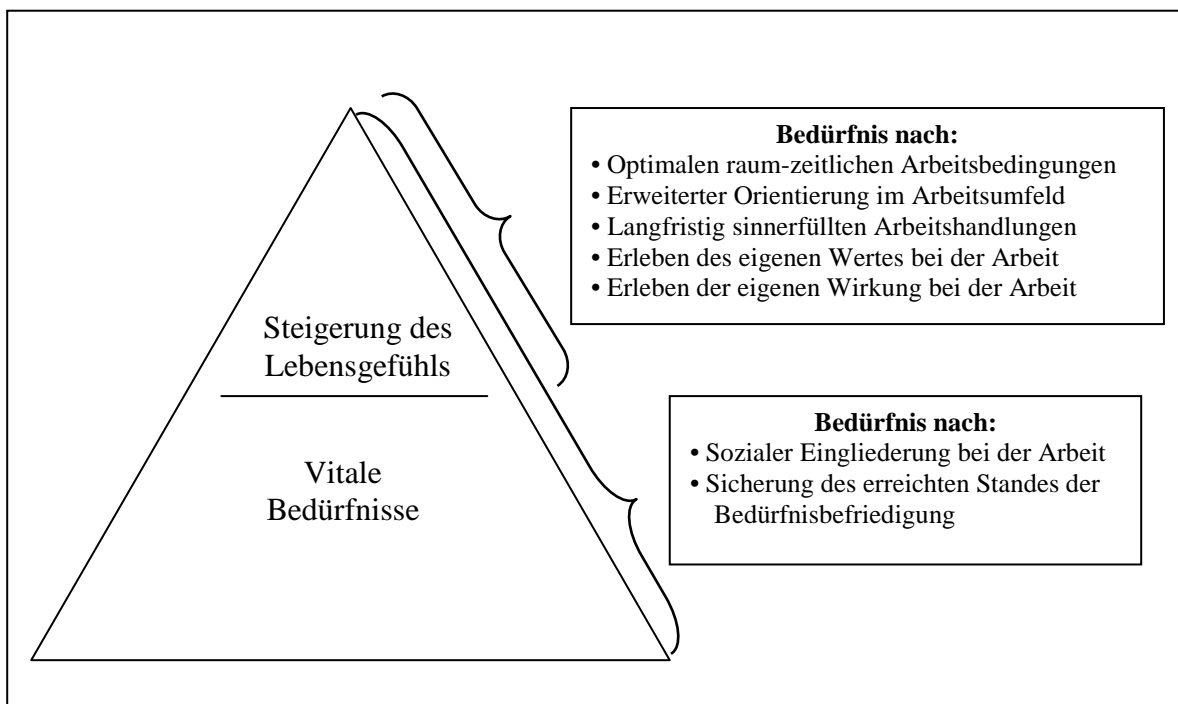 Bedürfnis nach:
• Optimalen raum-zeitlichen Arbeitsbedingungen
• Erweiterter Orientierung im Arbeitsumfeld
• Langfristig sinnerfüllten Arbeitshandlungen
• Erleben des eigenen Wertes bei der Arbeit
• Erleben der eigenen Wirkung bei der Arbeit
Steigerung des
Lebensgefühls
Bedürfnis nach:
• Sozialer Eingliederung bei der Arbeit
• Sicherung des erreichten Standes der
Bedürfnisbefriedigung
Vitale
Bedürfnisse